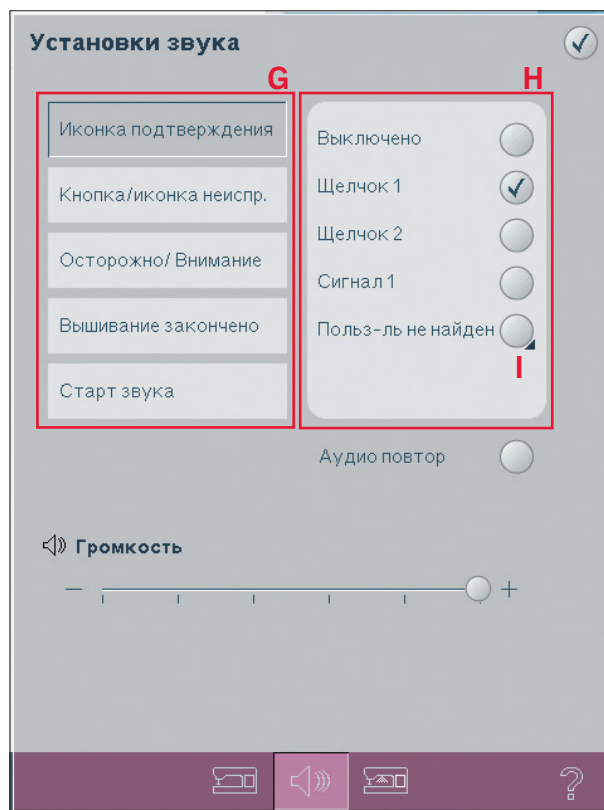 Установки звука
G
H
Иконка подтверждения
Кнопка/иконка неиспр.
Осторожно/ Внимание
Вышивание закончено
Старт звука
Выключено
Щелчок 1
Щелчок 2
Сигнал 1
Польз-ль не найден
I
Аудио повтор
Громкость
− +
?